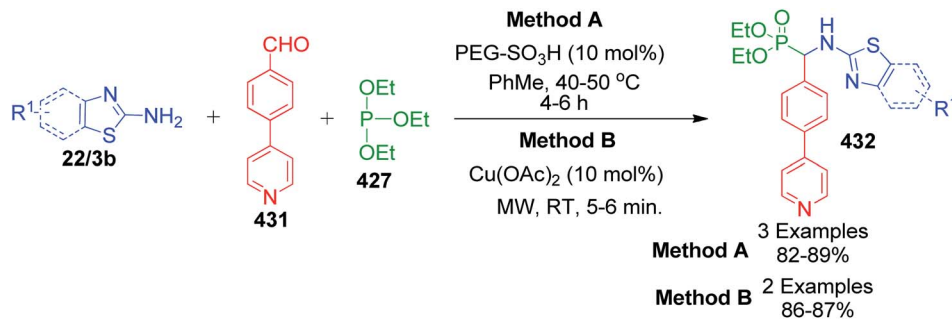 R¹
N
S
NH₂
22/3b
+
CHO
N
431
+
OEt
EtO
P
OEt
OEt
427
Method A
PEG-SO₃H (10 mol%)
PhMe, 40-50 °C
4-6 h
Method B
Cu(OAc)₂ (10 mol%)
MW, RT, 5-6 min.
O
EtO
P
EtO
HN
S
N
R
432
N
Method A 3 Examples
82-89%
Method B 2 Examples
86-87%